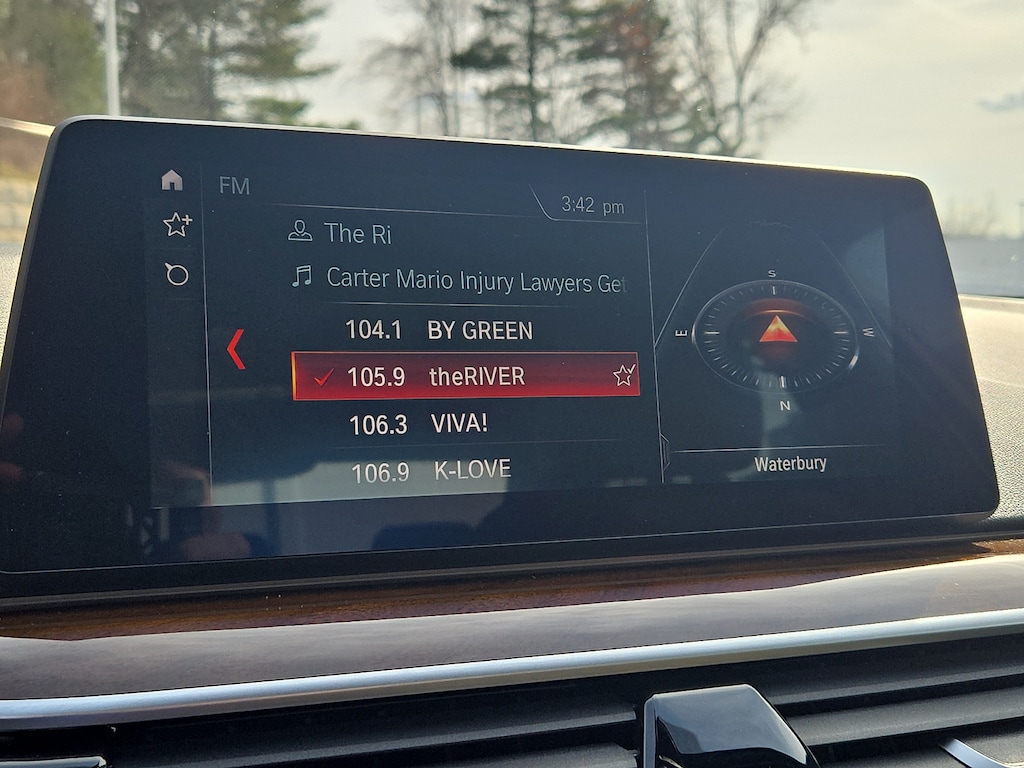 FM
3:42 pm
The Ri
Carter Mario Injury Lawyers Get
104.1 BY GREEN
105.9 theRIVER
106.3 VIVA!
106.9 K-LOVE
S
E W
N
Waterbury